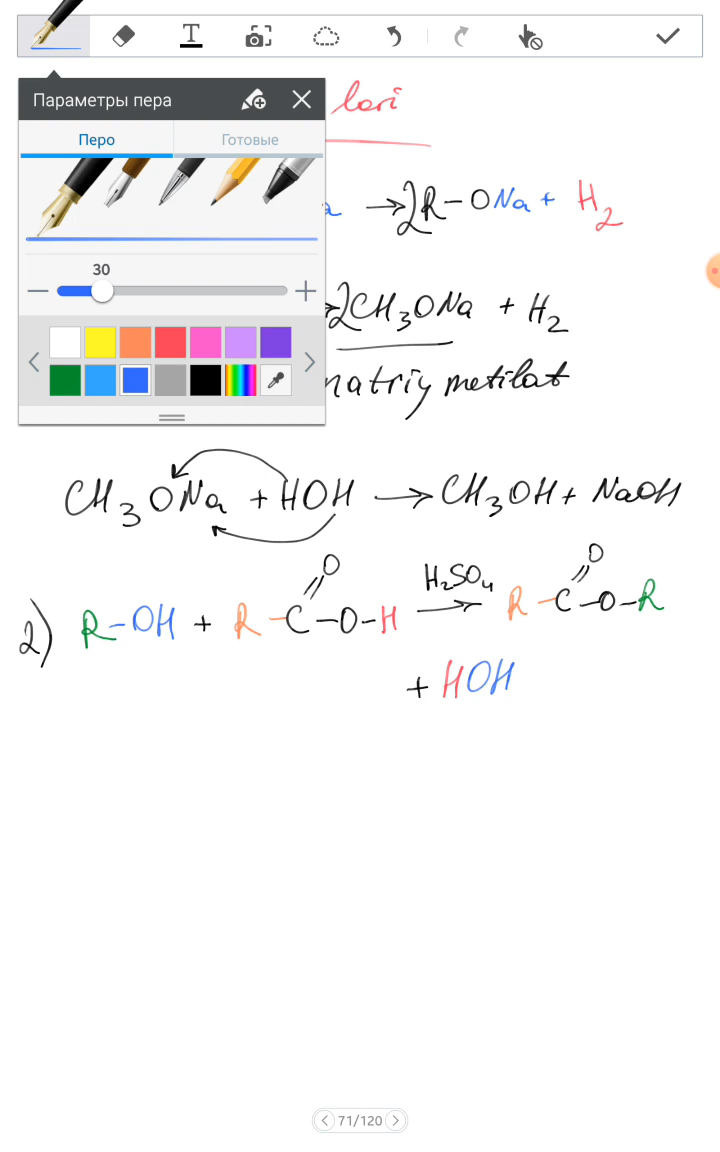 T
Параметры пера
lari
Перо Готовые
a → 2R-ONa + H₂
30
2CH₃ONa + H₂
natriy metilat
CH₃ONa + HOH → CH₃OH + NaOH
O O
H₂SO₄
2) R-OH + R-C-O-H → R-C-O-R
+ HOH
71/120